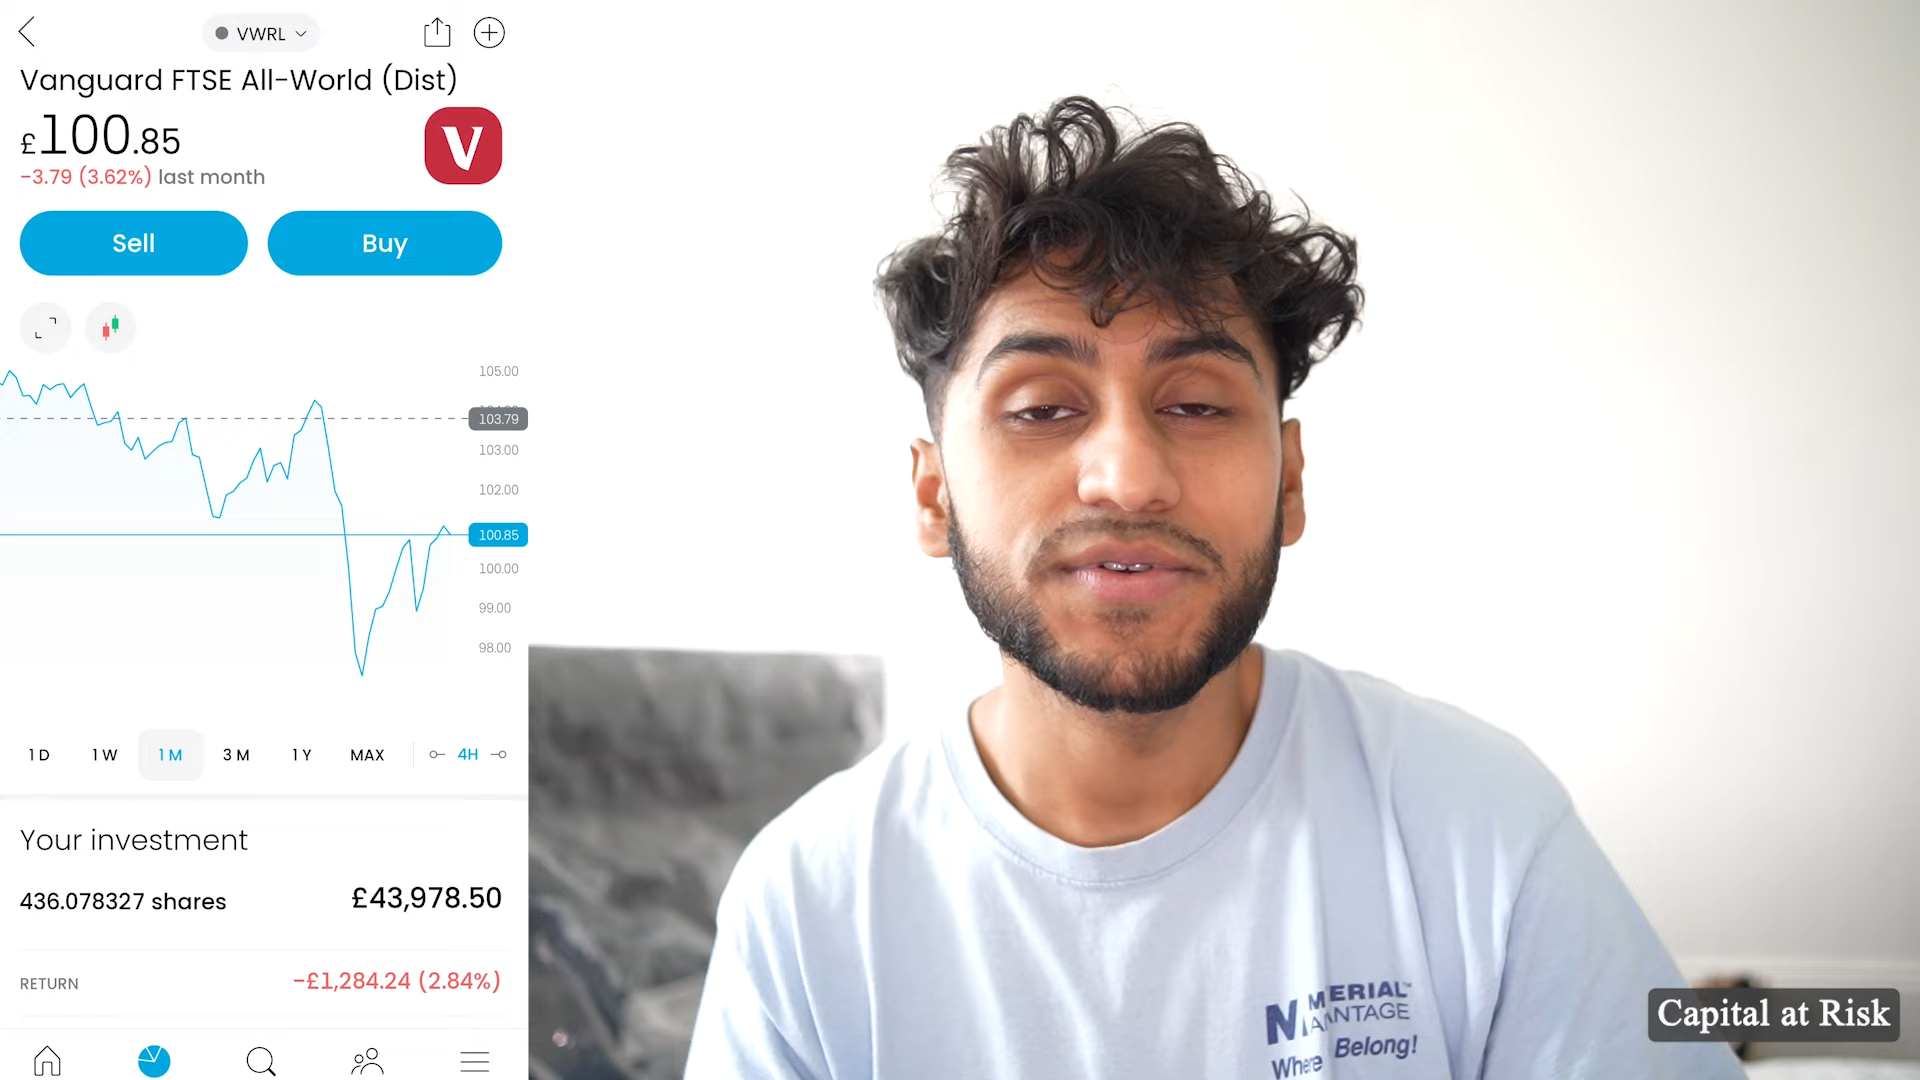 VWRL
Vanguard FTSE All-World (Dist)
£100.85
−3.79 (3.62%) last month
V
Sell
Buy
105.00
103.79
103.00
102.00
100.85
100.00
99.00
98.00
1D 1W 1M 3M 1Y MAX 4H
Your investment
436.078327 shares
£43,978.50
RETURN
−£1,284.24 (2.84%)
MERIAL
ANTAGE
Where Belong!
Capital at Risk